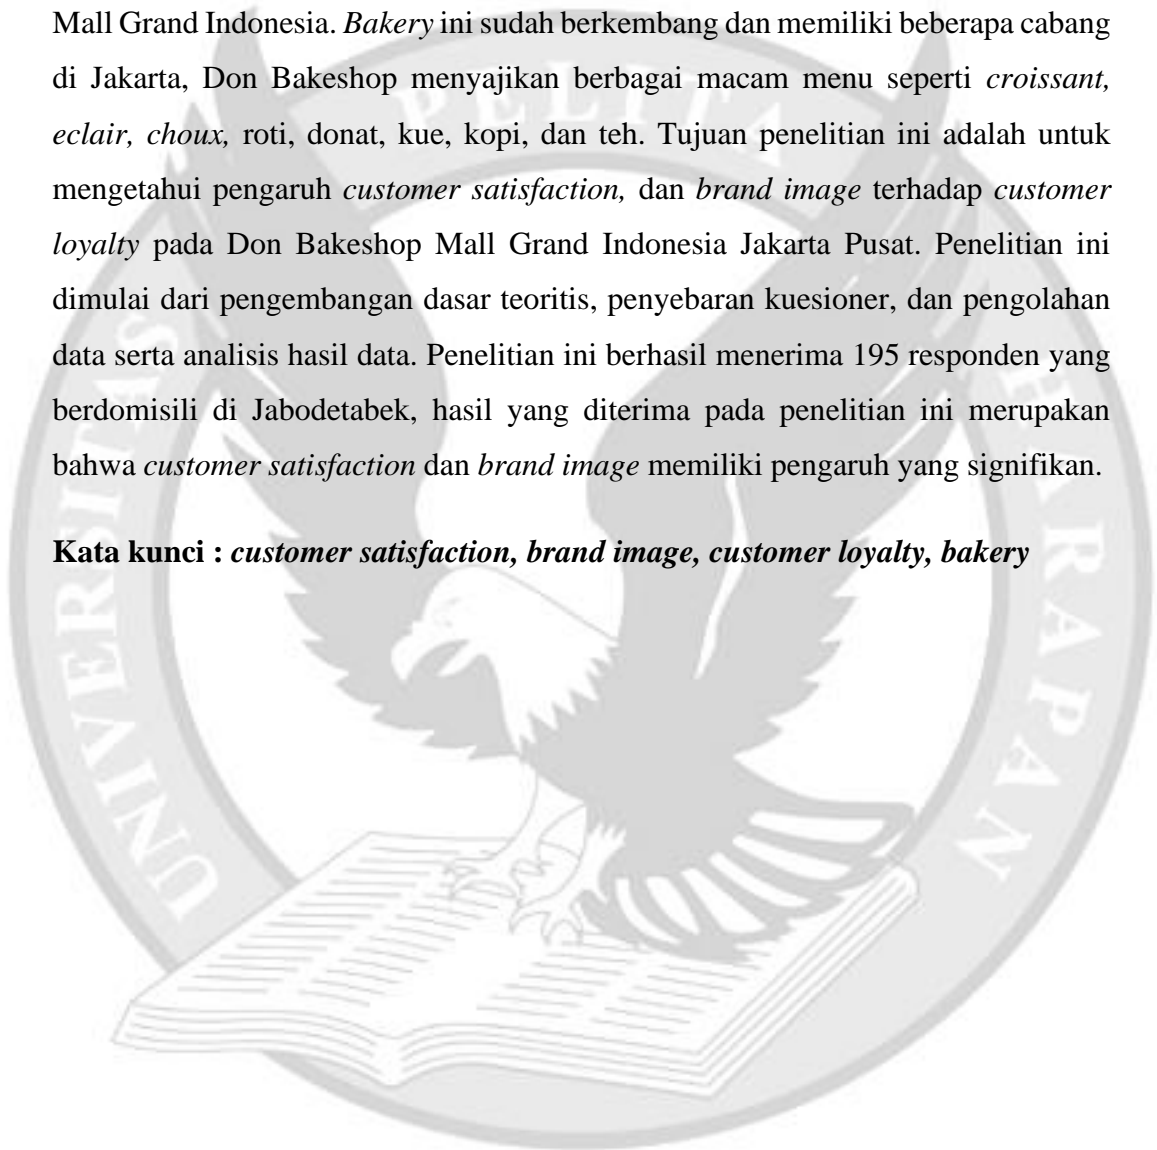 Mall Grand Indonesia. Bakery ini sudah berkembang dan memiliki beberapa cabang
di Jakarta, Don Bakeshop menyajikan berbagai macam menu seperti croissant,
eclair, choux, roti, donat, kue, kopi, dan teh. Tujuan penelitian ini adalah untuk
mengetahui pengaruh customer satisfaction, dan brand image terhadap customer
loyalty pada Don Bakeshop Mall Grand Indonesia Jakarta Pusat. Penelitian ini
dimulai dari pengembangan dasar teoritis, penyebaran kuesioner, dan pengolahan
data serta analisis hasil data. Penelitian ini berhasil menerima 195 responden yang
berdomisili di Jabodetabek, hasil yang diterima pada penelitian ini merupakan
bahwa customer satisfaction dan brand image memiliki pengaruh yang signifikan.
Kata kunci : customer satisfaction, brand image, customer loyalty, bakery
UNIVERSITAS
PELITA
HARAPAN